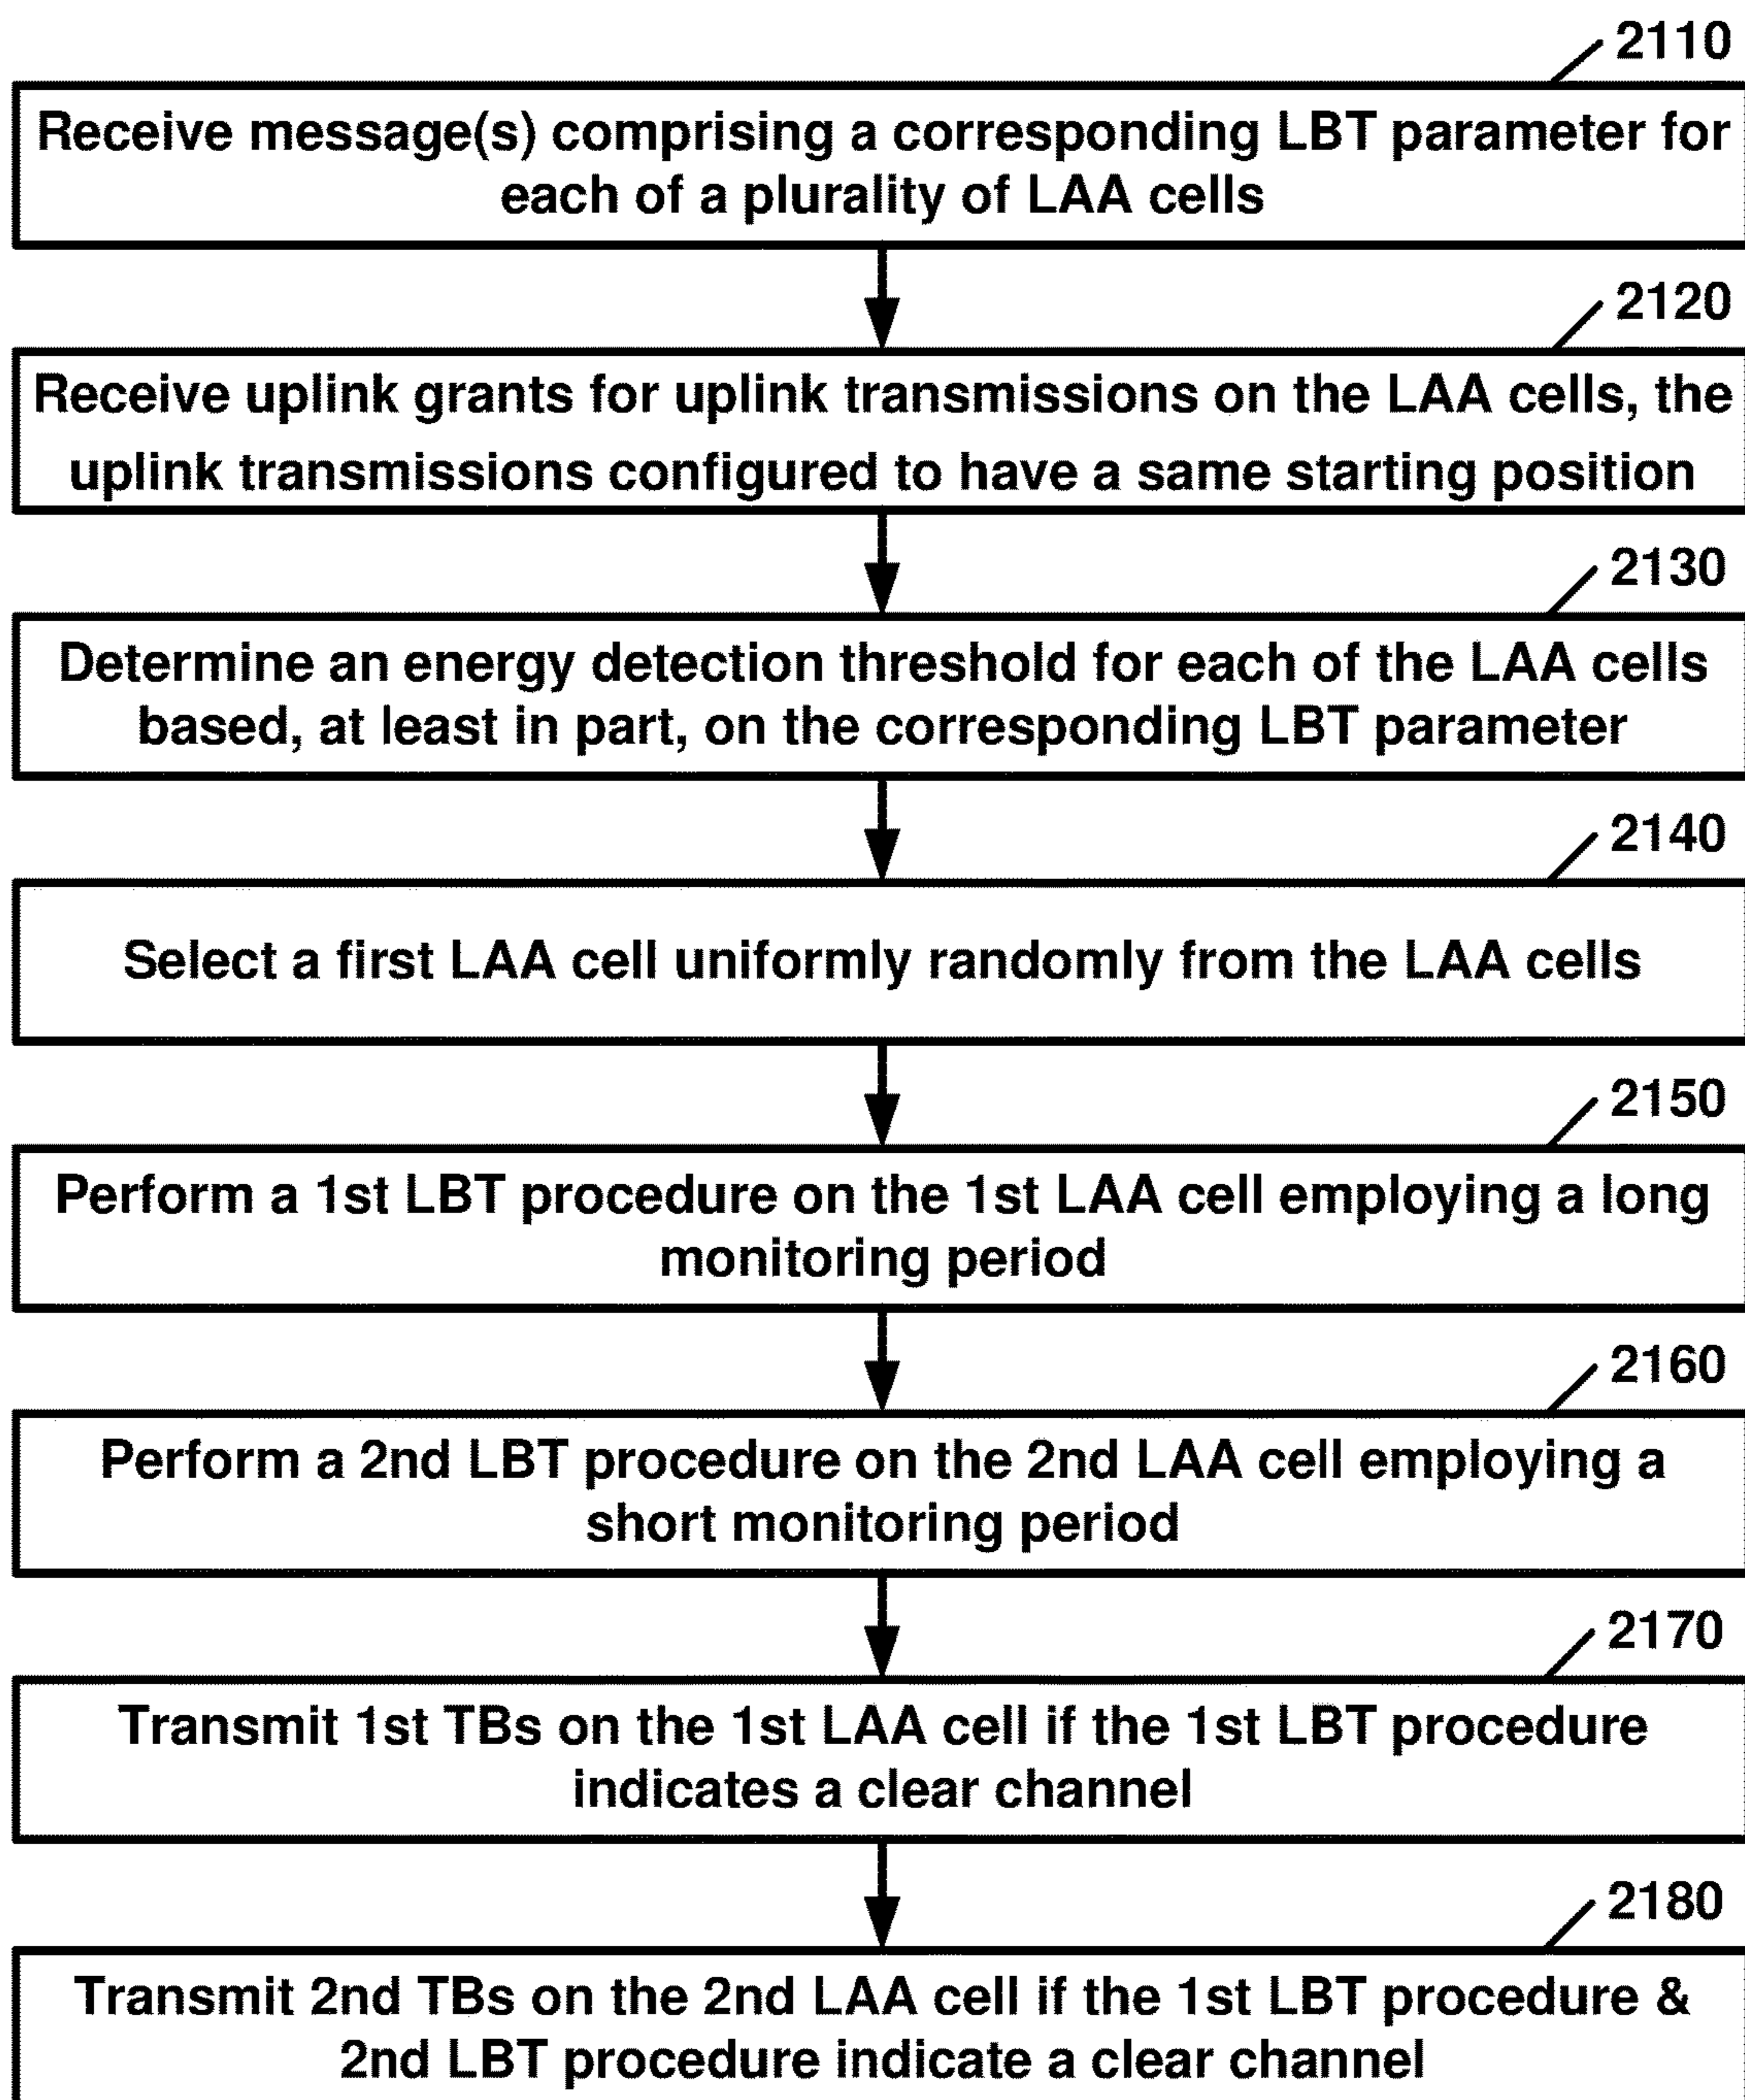 2110
Receive message(s) comprising a corresponding LBT parameter for
each of a plurality of LAA cells
2120
Receive uplink grants for uplink transmissions on the LAA cells, the
uplink transmissions configured to have a same starting position
2130
Determine an energy detection threshold for each of the LAA cells
based, at least in part, on the corresponding LBT parameter
2140
Select a first LAA cell uniformly randomly from the LAA cells
2150
Perform a 1st LBT procedure on the 1st LAA cell employing a long
monitoring period
2160
Perform a 2nd LBT procedure on the 2nd LAA cell employing a
short monitoring period
2170
Transmit 1st TBs on the 1st LAA cell if the 1st LBT procedure
indicates a clear channel
2180
Transmit 2nd TBs on the 2nd LAA cell if the 1st LBT procedure &
2nd LBT procedure indicate a clear channel